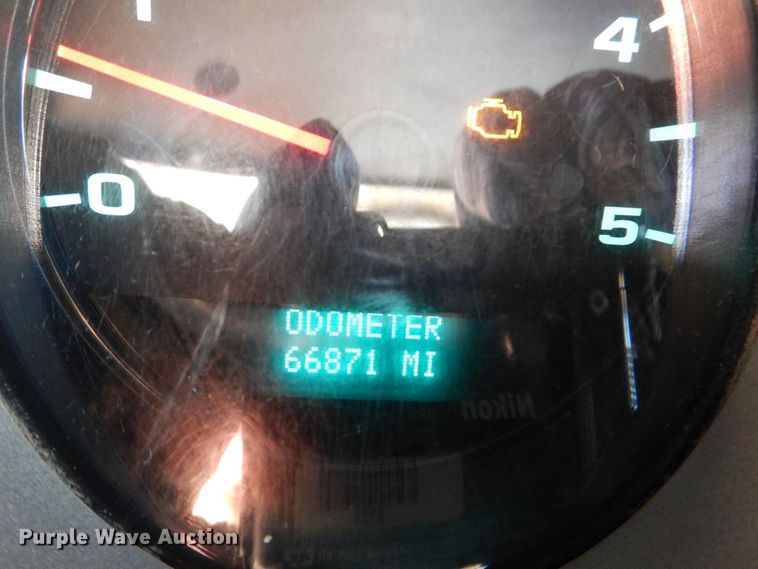 4
0
5
ODOMETER
66871 MI
Nikon
Purple Wave Auction